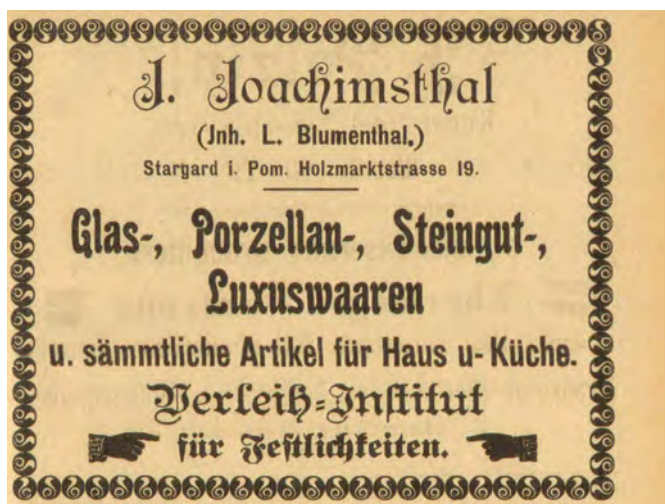 J. Joachimsthal
(Jnh. L. Blumenthal.)
Stargard i. Pom. Holzmarktstrasse 19.
Glas-, Porzellan-, Steingut-,
Luxuswaaren
u. sämmtliche Artikel für Haus u- Küche.
Verleih-Institut
für Festlichkeiten.